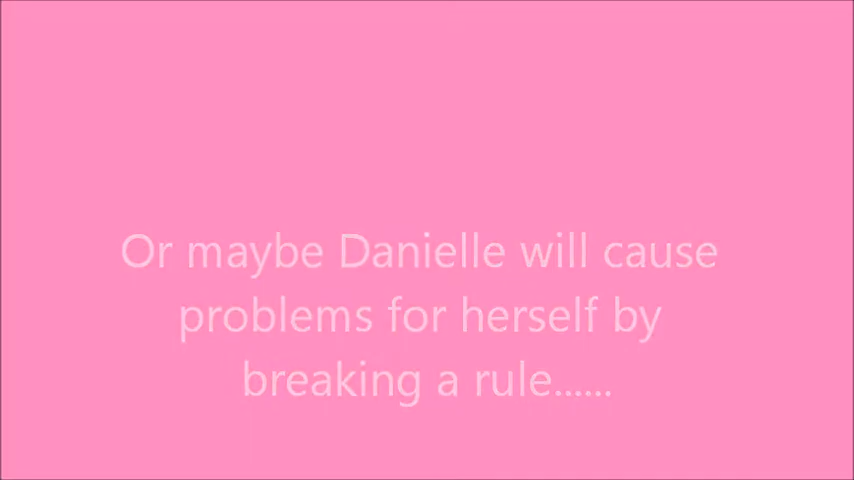 Or maybe Danielle will cause
problems for herself by
breaking a rule......